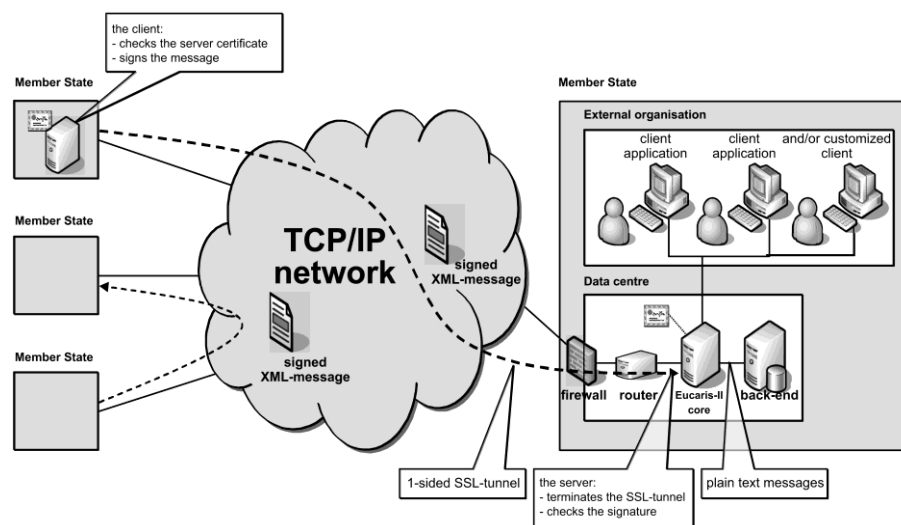 the client:
- checks the server certificate
- signs the message
Member State
Member State
External organisation
client
application
client
application
and/or customized
client
Member State
TCP/IP
network
signed
XML-message
signed
XML-message
Data centre
Member State
firewall
router
Eucaris-II
core
back-end
1-sided SSL-tunnel
the server:
- terminates the SSL-tunnel
- checks the signature
plain text messages